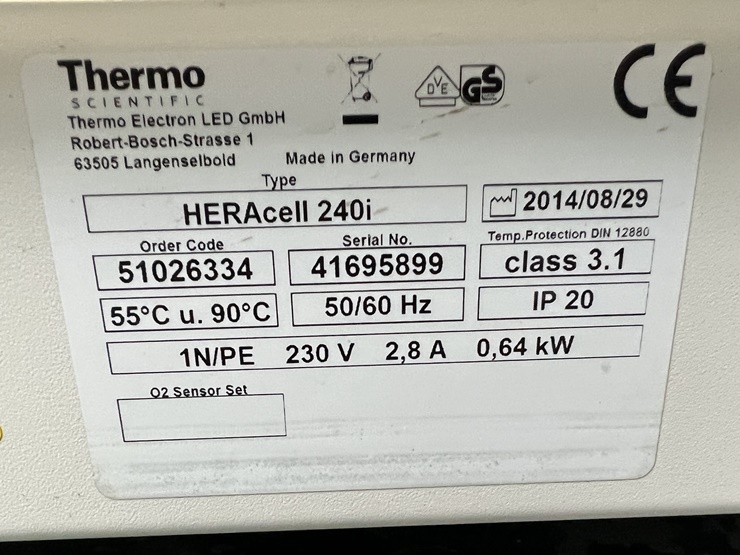 Thermo
SCIENTIFIC
Thermo Electron LED GmbH
Robert-Bosch-Strasse 1
63505 Langenselbold
Made in Germany
DVE
GS
CE
Type
HERAcell 240i
2014/08/29
Order Code
Serial No.
Temp.Protection DIN 12880
51026334
41695899
class 3.1
55°C u. 90°C
50/60 Hz
IP 20
1N/PE 230 V 2,8 A 0,64 kW
O2 Sensor Set